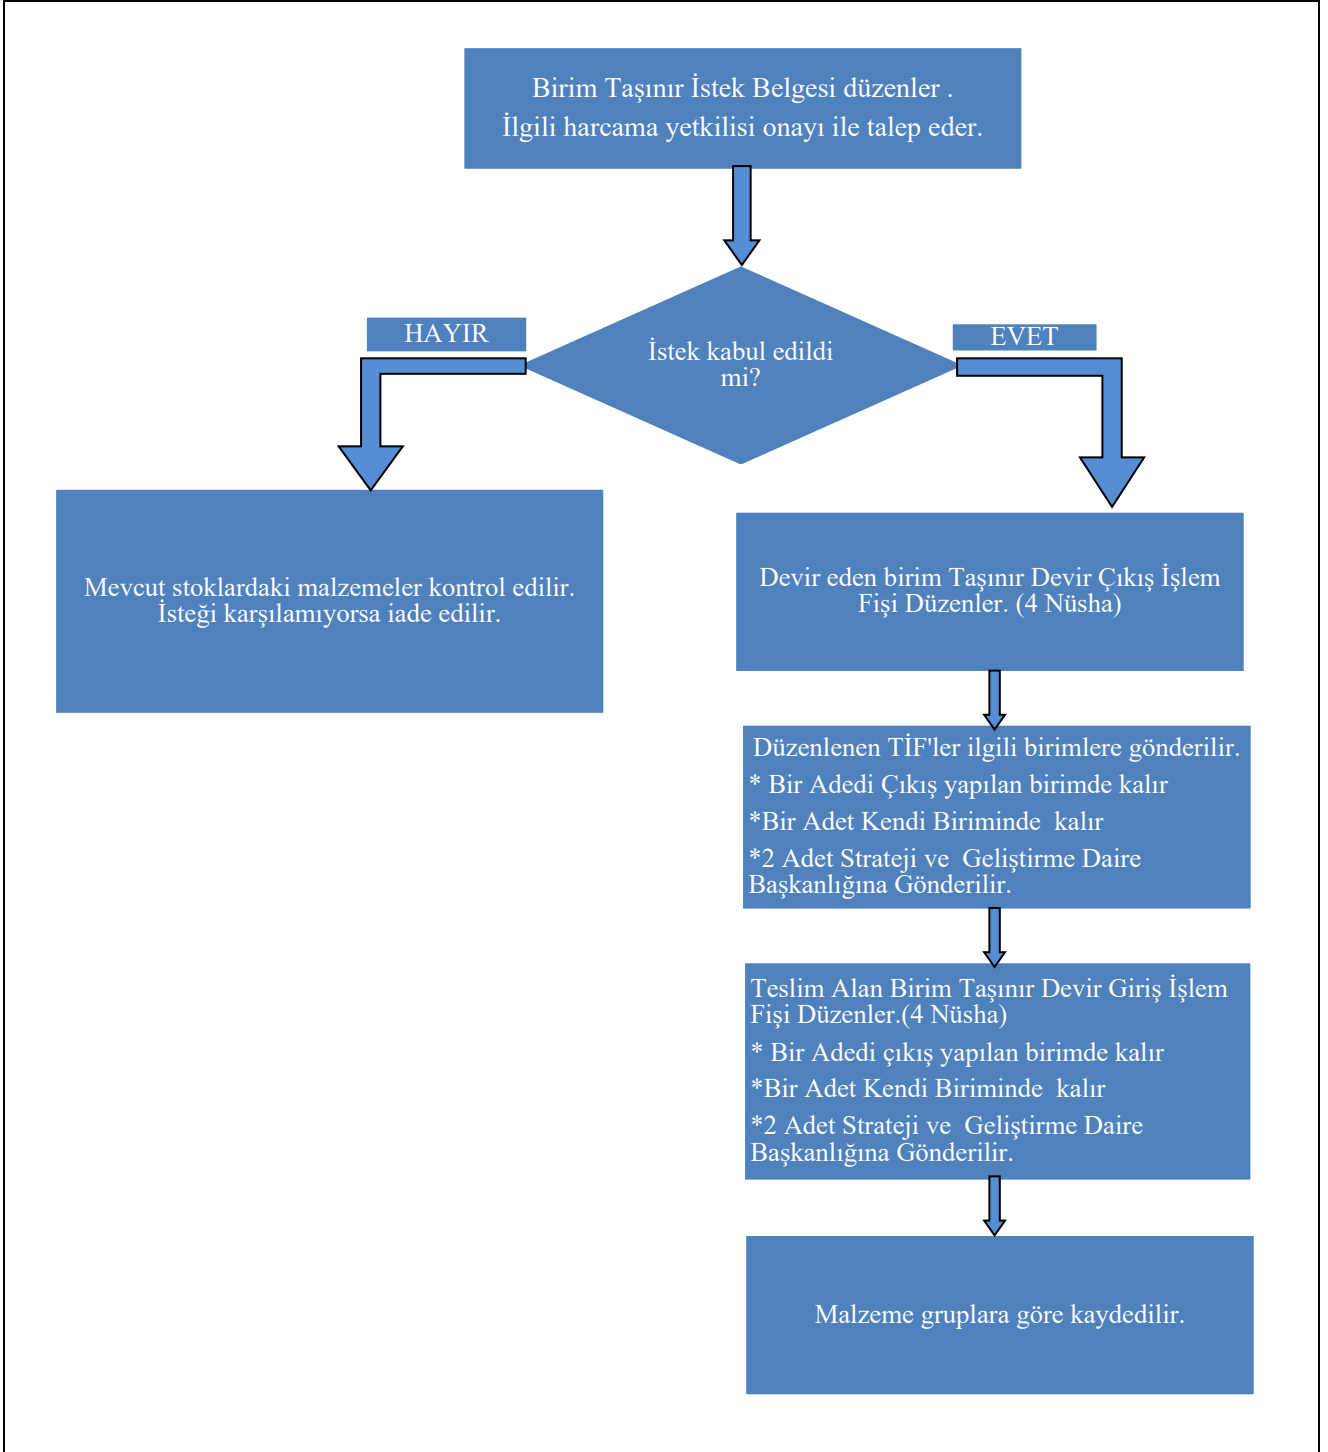 Birim Taşınır İstek Belgesi düzenler .
İlgili harcama yetkilisi onayı ile talep eder.
HAYIR
EVET
İstek kabul edildi
mi?
Mevcut stoklardaki malzemeler kontrol edilir.
İsteği karşılamıyorsa iade edilir.
Devir eden birim Taşınır Devir Çıkış İşlem
Fişi Düzenler. (4 Nüsha)
Düzenlenen TİF'ler ilgili birimlere gönderilir.
* Bir Adedi Çıkış yapılan birimde kalır
*Bir Adet Kendi Biriminde  kalır
*2 Adet Strateji ve  Geliştirme Daire
Başkanlığına Gönderilir.
Teslim Alan Birim Taşınır Devir Giriş İşlem
Fişi Düzenler.(4 Nüsha)
* Bir Adedi çıkış yapılan birimde kalır
*Bir Adet Kendi Biriminde  kalır
*2 Adet Strateji ve  Geliştirme Daire
Başkanlığına Gönderilir.
Malzeme gruplara göre kaydedilir.